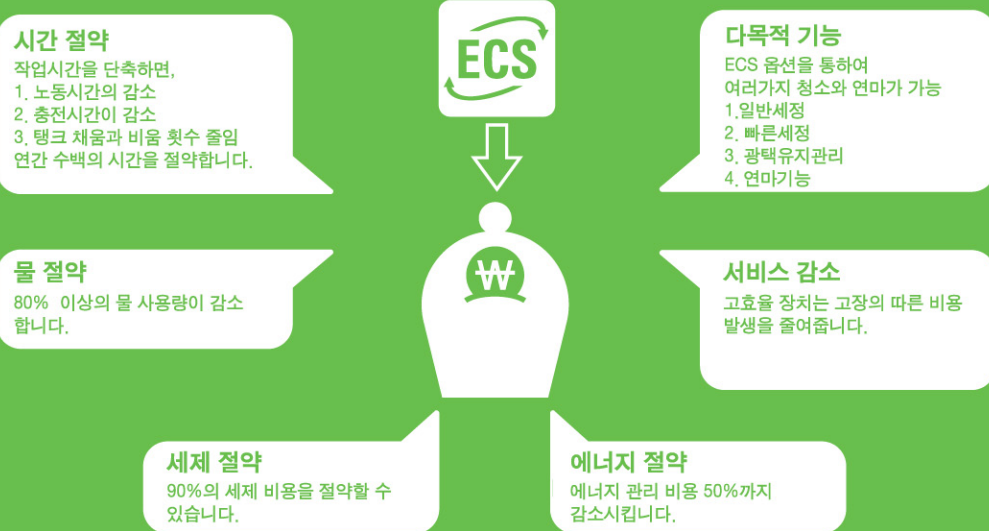 시간 절약
작업시간을 단축하면,
1. 노동시간의 감소
2. 충전시간이 감소
3. 탱크 채움과 비움 횟수 줄임
연간 수백의 시간을 절약합니다.
ECS
다목적 기능
ECS 옵션을 통하여
여러가지 청소와 연마가 가능
1.일반세정
2. 빠른세정
3. 광택유지관리
4. 연마기능
물 절약
80% 이상의 물 사용량이 감소
합니다.
₩
서비스 감소
고효율 장치는 고장의 따른 비용
발생을 줄여줍니다.
세제 절약
90%의 세제 비용을 절약할 수
있습니다.
에너지 절약
에너지 관리 비용 50%까지
감소시킵니다.